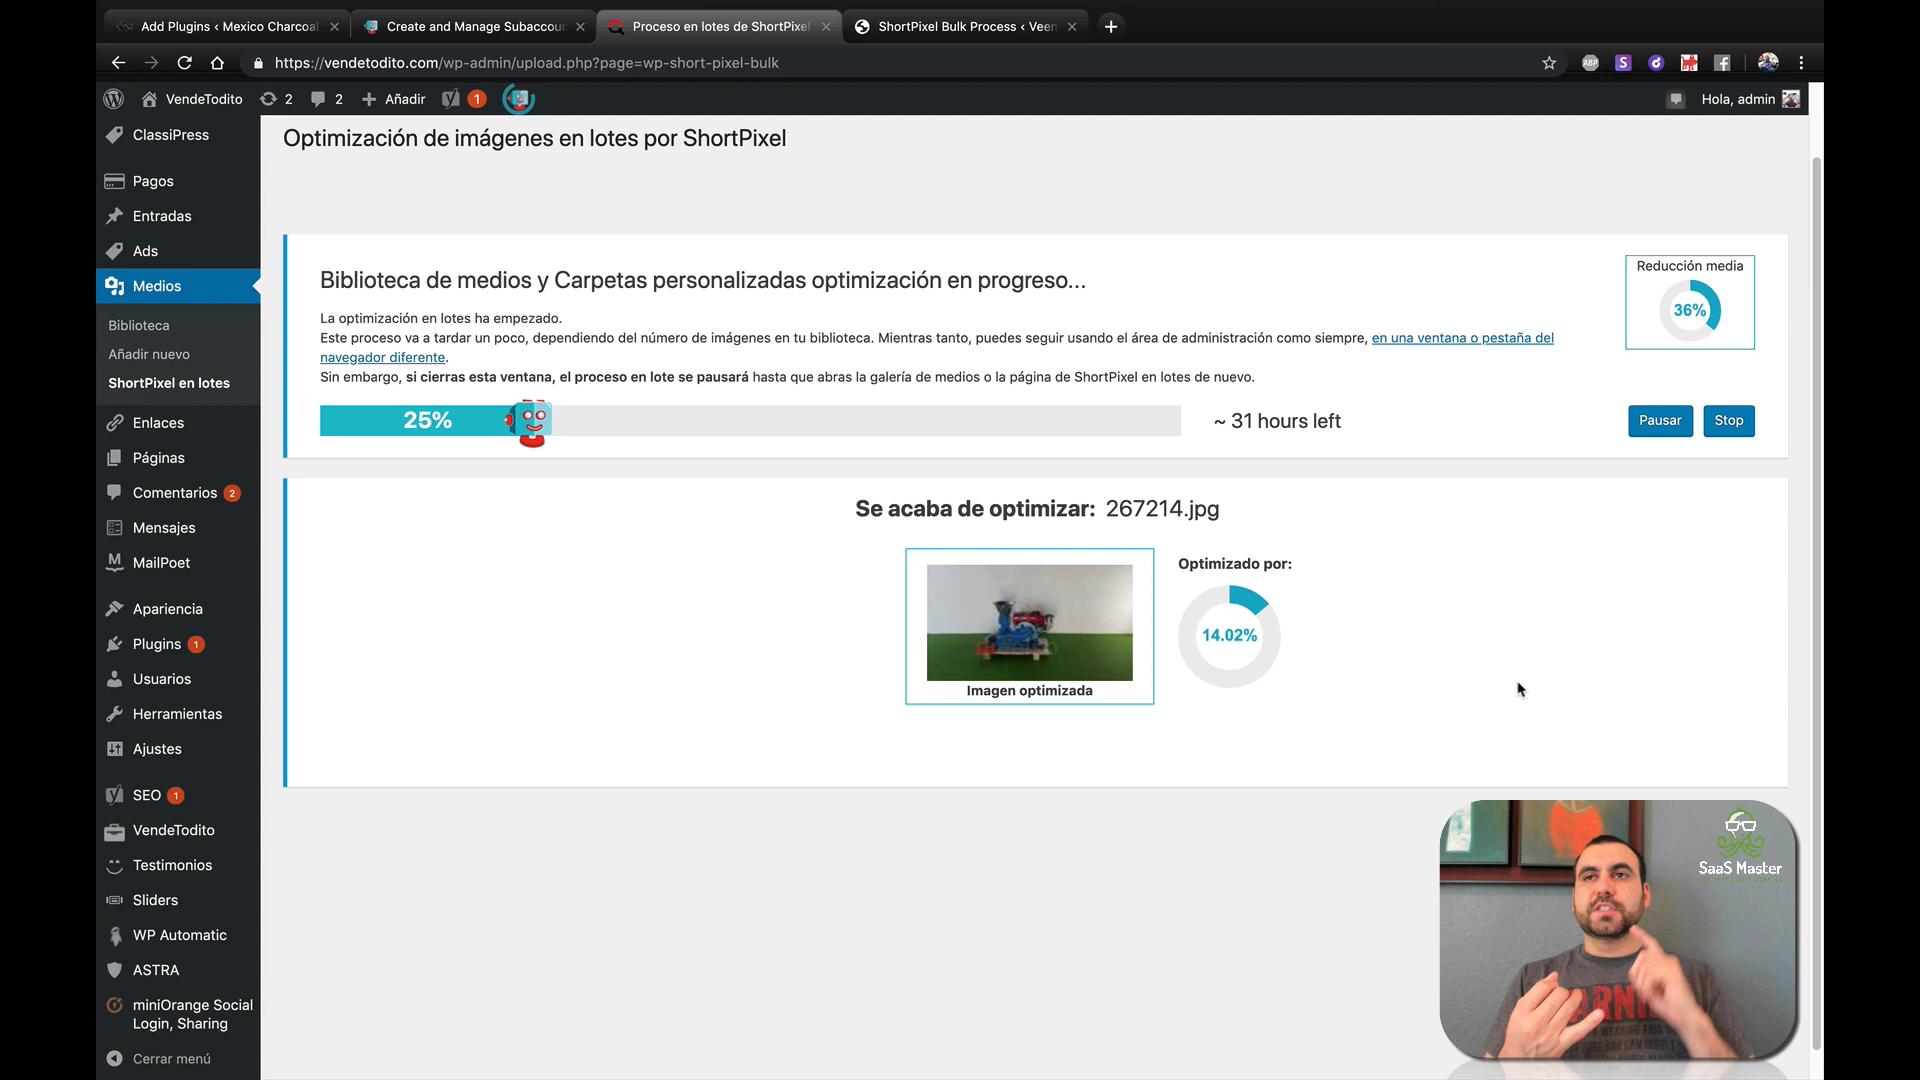 Add Plugins ‹ Mexico Charcoal
Create and Manage Subaccoun
Proceso en lotes de ShortPixel
ShortPixel Bulk Process ‹ Veem
https://vendetodito.com/wp-admin/upload.php?page=wp-short-pixel-bulk
ABP
S
VendeTodito
2
2
Añadir
1
Hola, admin
ClassiPress
Pagos
Entradas
Ads
Medios
Biblioteca
Añadir nuevo
ShortPixel en lotes
Enlaces
Páginas
Comentarios 2
Mensajes
MailPoet
Apariencia
Plugins 1
Usuarios
Herramientas
Ajustes
SEO 1
VendeTodito
Testimonios
Sliders
WP Automatic
ASTRA
miniOrange Social
Login, Sharing
Cerrar menú
Optimización de imágenes en lotes por ShortPixel
Biblioteca de medios y Carpetas personalizadas optimización en progreso...
Reducción media
36%
La optimización en lotes ha empezado.
Este proceso va a tardar un poco, dependiendo del número de imágenes en tu biblioteca. Mientras tanto, puedes seguir usando el área de administración como siempre, en una ventana o pestaña del
navegador diferente.
Sin embargo, si cierras esta ventana, el proceso en lote se pausará hasta que abras la galería de medios o la página de ShortPixel en lotes de nuevo.
25%
~ 31 hours left
Pausar
Stop
Se acaba de optimizar: 267214.jpg
Optimizado por:
14.02%
Imagen optimizada
SaaS Master